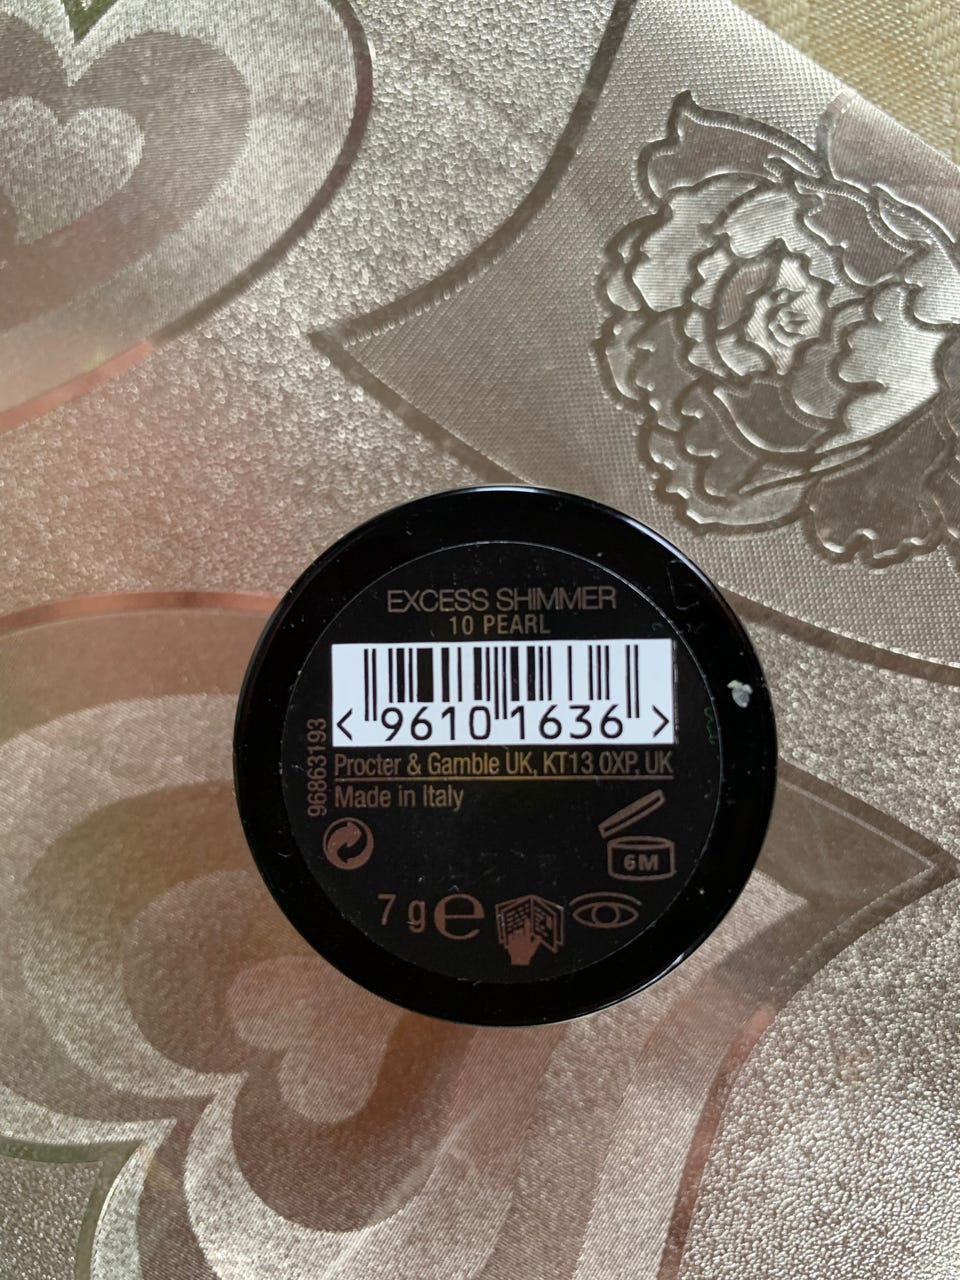 EXCESS SHIMMER
10 PEARL
< 9610 1636 >
96863193
Procter & Gamble UK, KT13 0XP, UK
Made in Italy
6M
7 g e